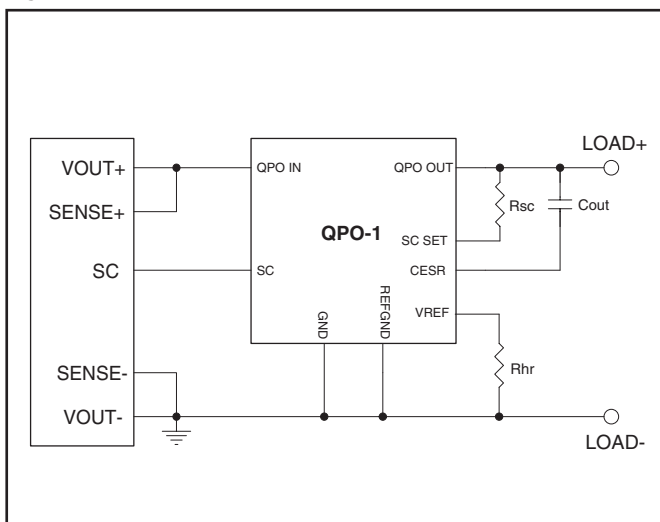 VOUT+
SENSE+
SC
SENSE-
VOUT-
QPO IN
QPO OUT
QPO-1
SC SET
SC
CESR
VREF
GND
REFGND
Rsc
Cout
Rhr
LOAD+
LOAD-